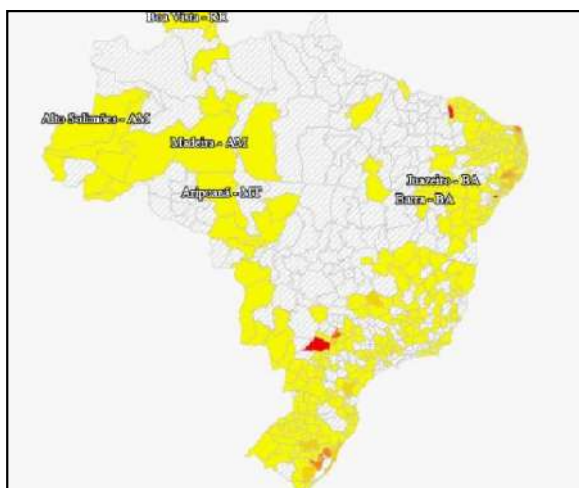 Boa Vista - RR
Alto Solimões - AM
Madeira - AM
Aripuanã - MT
Juazeiro - BA
Barra - BA